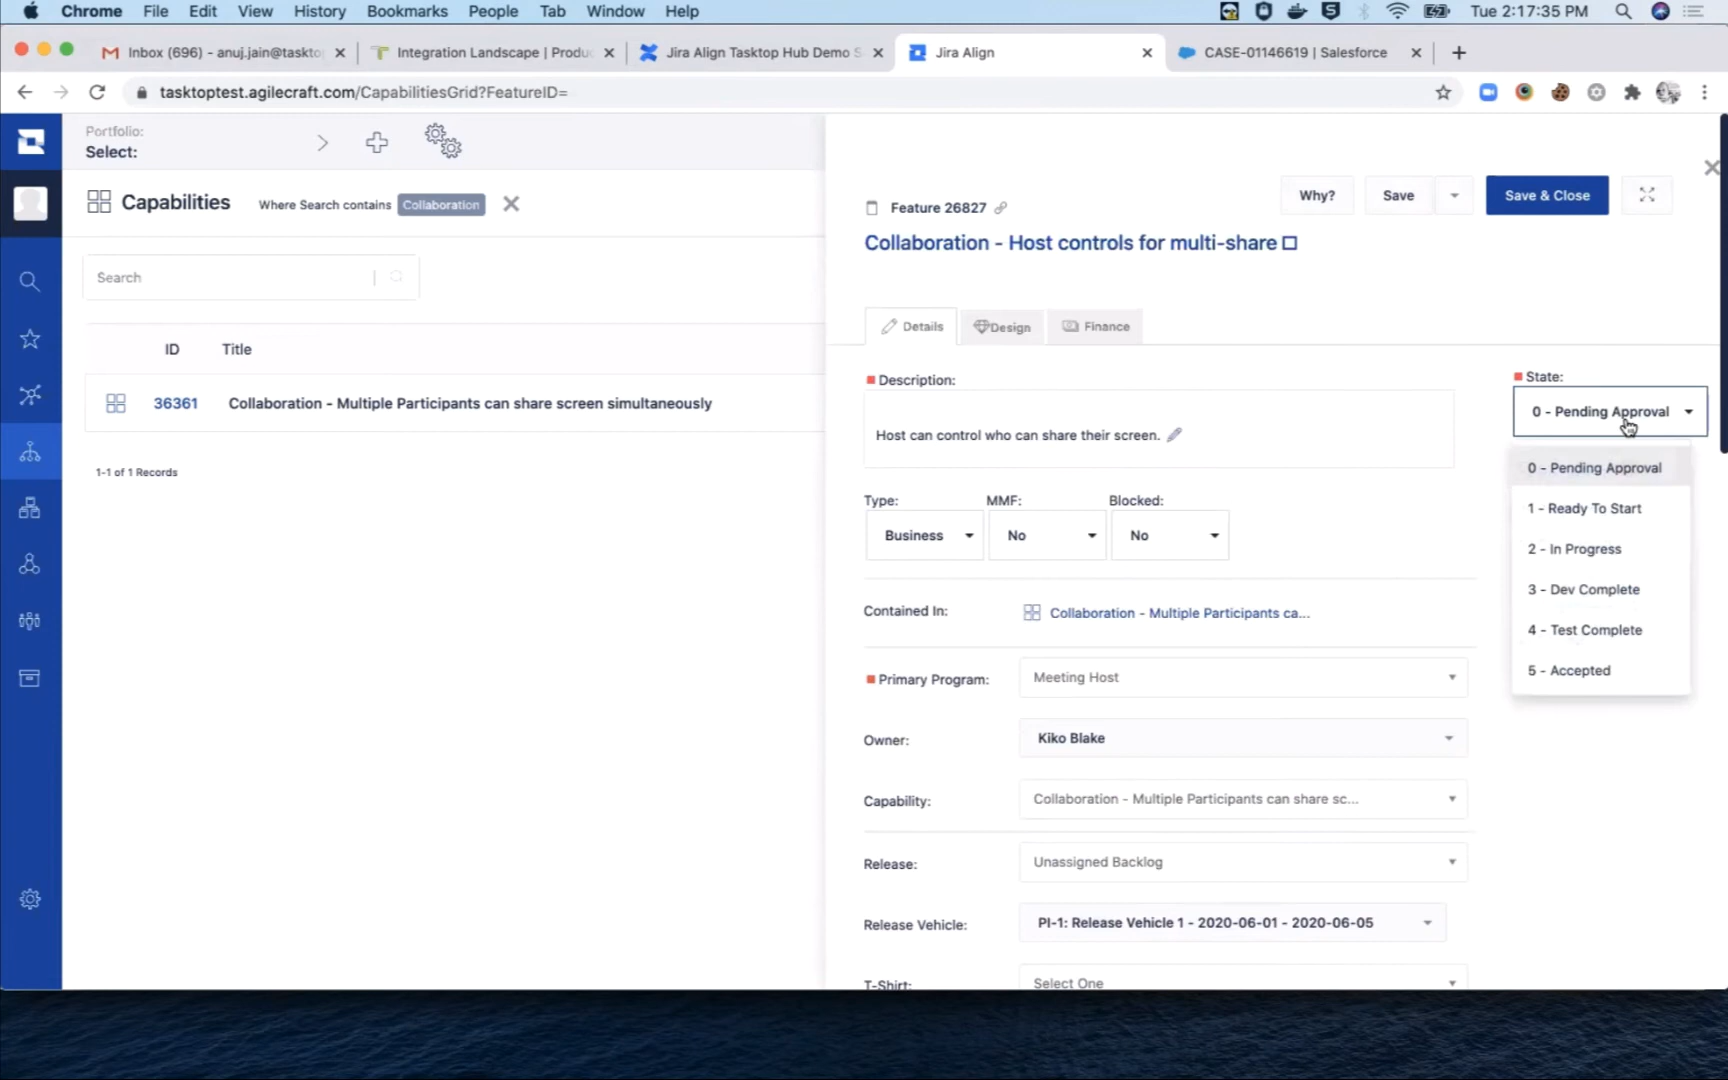 Chrome File Edit View History Bookmarks People Tab Window Help Tue 2:17:35 PM
Inbox (696) - anuj.jain@taskto Integration Landscape | Produc Jira Align Tasktop Hub Demo S Jira Align CASE-01146619 | Salesforce
tasktoptest.agilecraft.com/CapabilitiesGrid?FeatureID=
Portfolio:
Select:
Capabilities Where Search contains Collaboration
Search
ID Title
36361 Collaboration - Multiple Participants can share screen simultaneously
1-1 of 1 Records
Why? Save Save & Close
Feature 26827
Collaboration - Host controls for multi-share
Details Design Finance
Description:
Host can control who can share their screen.
State:
0 - Pending Approval
0 - Pending Approval
1 - Ready To Start
2 - In Progress
3 - Dev Complete
4 - Test Complete
5 - Accepted
Type: MMF: Blocked:
Business No No
Contained In: Collaboration - Multiple Participants ca...
Primary Program: Meeting Host
Owner: Kiko Blake
Capability: Collaboration - Multiple Participants can share sc...
Release: Unassigned Backlog
Release Vehicle: PI-1: Release Vehicle 1 - 2020-06-01 - 2020-06-05
T-Shirt: Select One